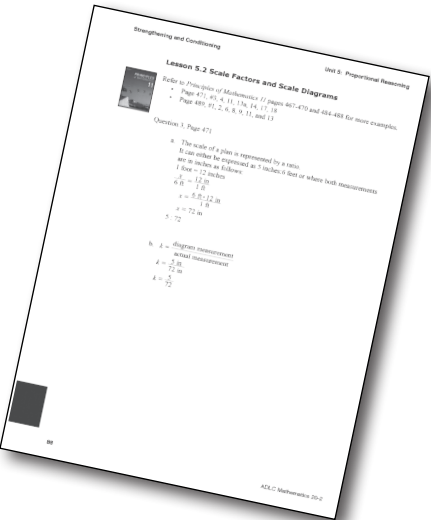 Strengthening and Conditioning
Unit 5: Proportional Reasoning
Lesson 5.2 Scale Factors and Scale Diagrams
Refer to Principles of Mathematics 11 pages 467-470 and 484-488 for more examples.
• Page 471, #3, 4, 11, 13a, 14, 17, 18
• Page 489, #1, 2, 6, 8, 9, 11, and 13
Question 3, Page 471
a. The scale of a plan is represented by a ratio.
It can either be expressed as 5 inches:6 feet or where both measurements
are in inches as follows:
1 foot = 12 inches
x / 6 ft = 12 in / 1 ft
x = 6 ft · 12 in / 1 ft
x = 72 in
5 : 72
b. k = diagram measurement / actual measurement
k = 5 in / 72 in
k = 5 / 72
ADLC Mathematics 20-2